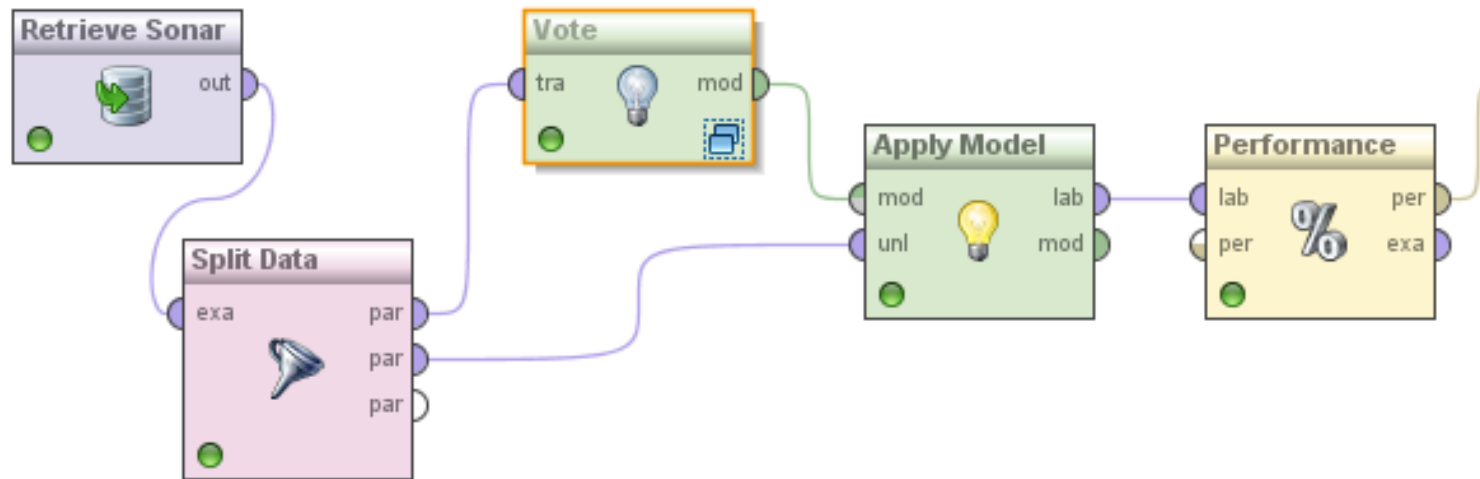 Retrieve Sonar
out
Vote
tra mod
Split Data
exa par
par
par
Apply Model
mod lab
unl mod
Performance
lab per
per exa
%